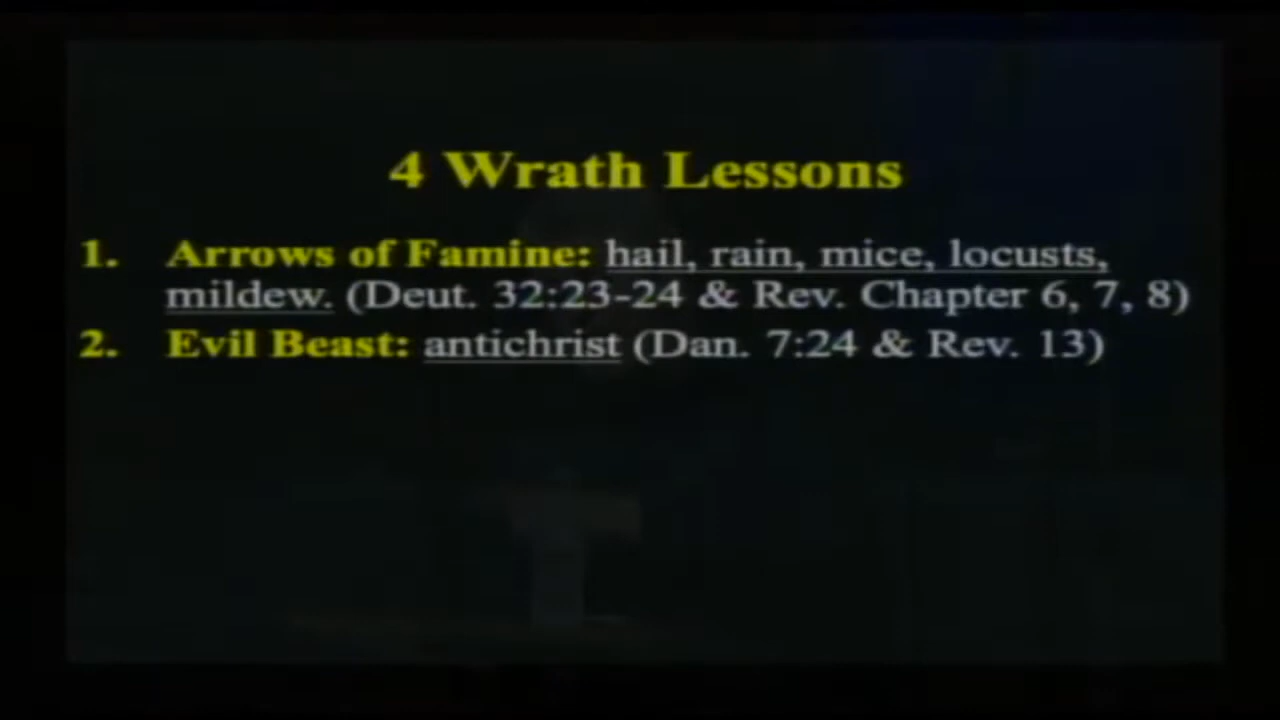 4 Wrath Lessons
1. Arrows of Famine: hail, rain, mice, locusts,
mildew. (Deut. 32:23-24 & Rev. Chapter 6, 7, 8)
2. Evil Beast: antichrist (Dan. 7:24 & Rev. 13)